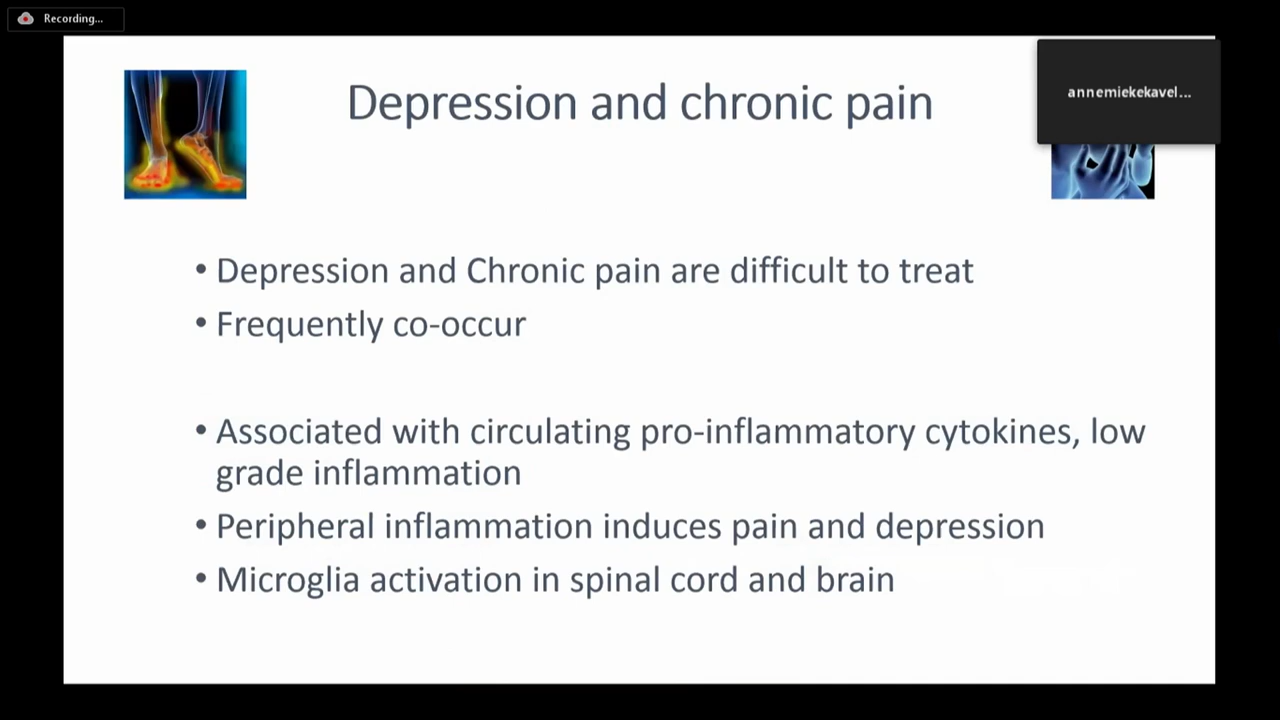 Recording...
Depression and chronic pain
annemiekekavel...
• Depression and Chronic pain are difficult to treat
• Frequently co-occur
• Associated with circulating pro-inflammatory cytokines, low
grade inflammation
• Peripheral inflammation induces pain and depression
• Microglia activation in spinal cord and brain